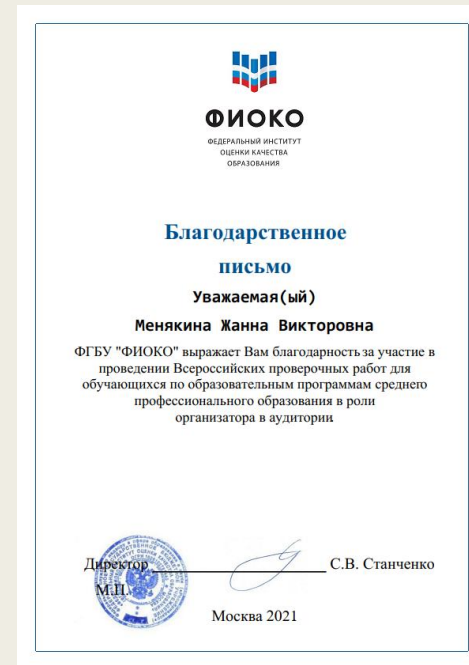 ФИОКО
ФЕДЕРАЛЬНЫЙ ИНСТИТУТ
ОЦЕНКИ КАЧЕСТВА
ОБРАЗОВАНИЯ
Благодарственное
письмо
Уважаемая(ый)
Менякина Жанна Викторовна
ФГБУ "ФИОКО" выражает Вам благодарность за участие в
проведении Всероссийских проверочных работ для
обучающихся по образовательным программам среднего
профессионального образования в роли
организатора в аудитории
Директор С.В. Станченко
М.П.
Москва 2021